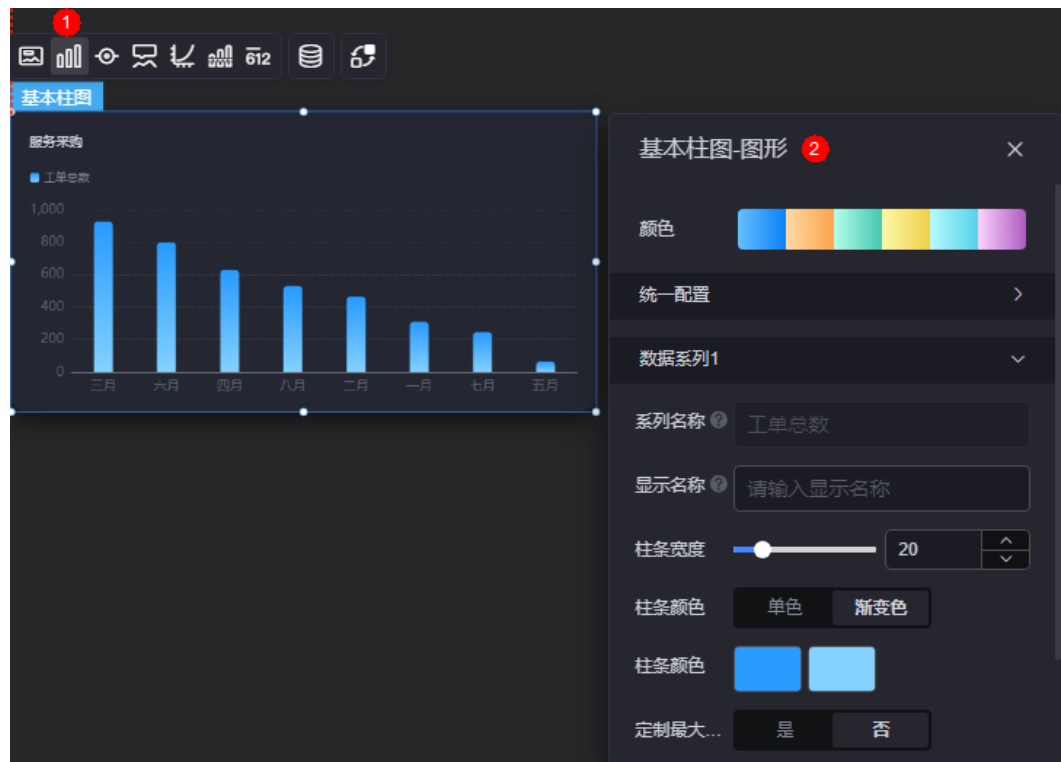 1
612
基本柱图
服务采购
工单总数
1,000
800
600
400
200
0
三月 六月 四月 八月 二月 一月 七月 五月
基本柱图-图形 2
颜色
统一配置
数据系列1
系列名称 ? 工单总数
显示名称 ? 请输入显示名称
柱条宽度 20
柱条颜色 单色 渐变色
柱条颜色
定制最大... 是 否